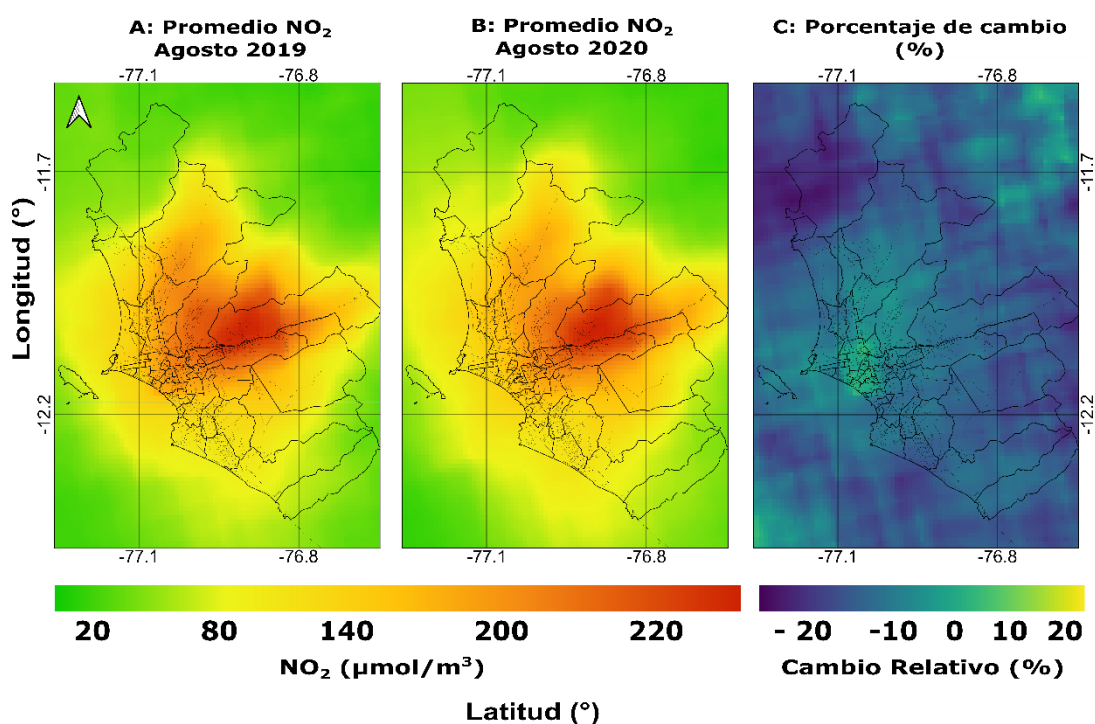 A: Promedio NO₂
Agosto 2019
B: Promedio NO₂
Agosto 2020
C: Porcentaje de cambio
(%)
-77.1
-76.8
-77.1
-76.8
-77.1
-76.8
-11.7
-11.7
Longitud (°)
-12.2
-12.2
-77.1
-76.8
-77.1
-76.8
-77.1
-76.8
20 80 140 200 220
- 20 -10 0 10 20
NO₂ (µmol/m³)
Cambio Relativo (%)
Latitud (°)